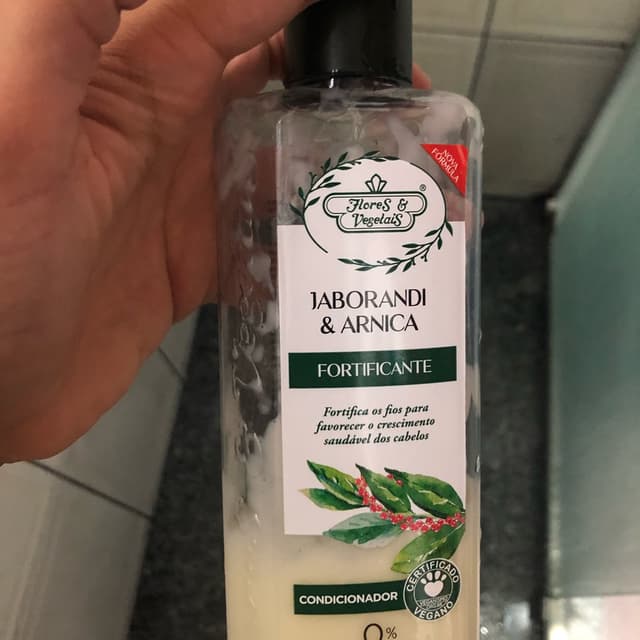 NOVA
FÓRMULA
Flores &
Vegetais
®
JABORANDI
& ARNICA
FORTIFICANTE
Fortifica os fios para
favorecer o crescimento
saudável dos cabelos
CONDICIONADOR
CERTIFICADO
VEGANO
0%